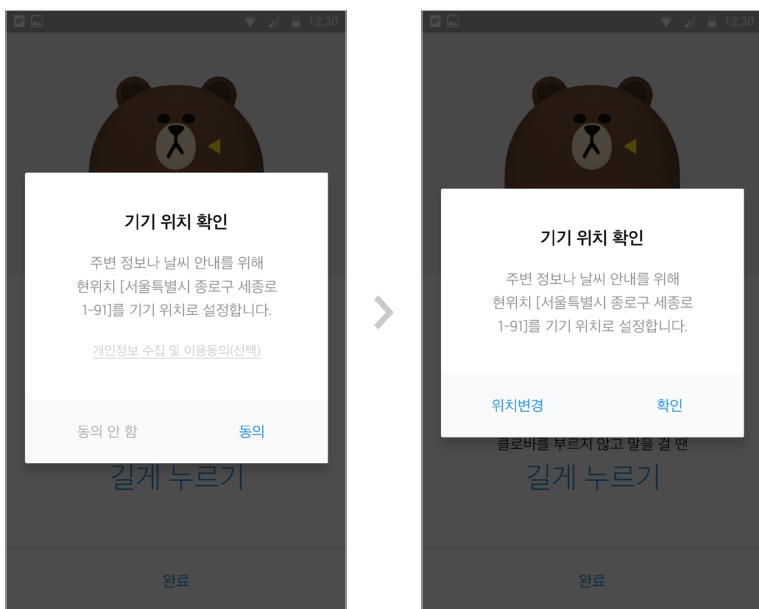 12:30
기기 위치 확인
주변 정보나 날씨 안내를 위해
현위치 [서울특별시 종로구 세종로
1-91]를 기기 위치로 설정합니다.
개인정보 수집 및 이용동의(선택)
동의 안 함 동의
길게 누르기
완료
12:30
기기 위치 확인
주변 정보나 날씨 안내를 위해
현위치 [서울특별시 종로구 세종로
1-91]를 기기 위치로 설정합니다.
위치변경 확인
클로바를 부르지 않고 말을 걸 땐
길게 누르기
완료